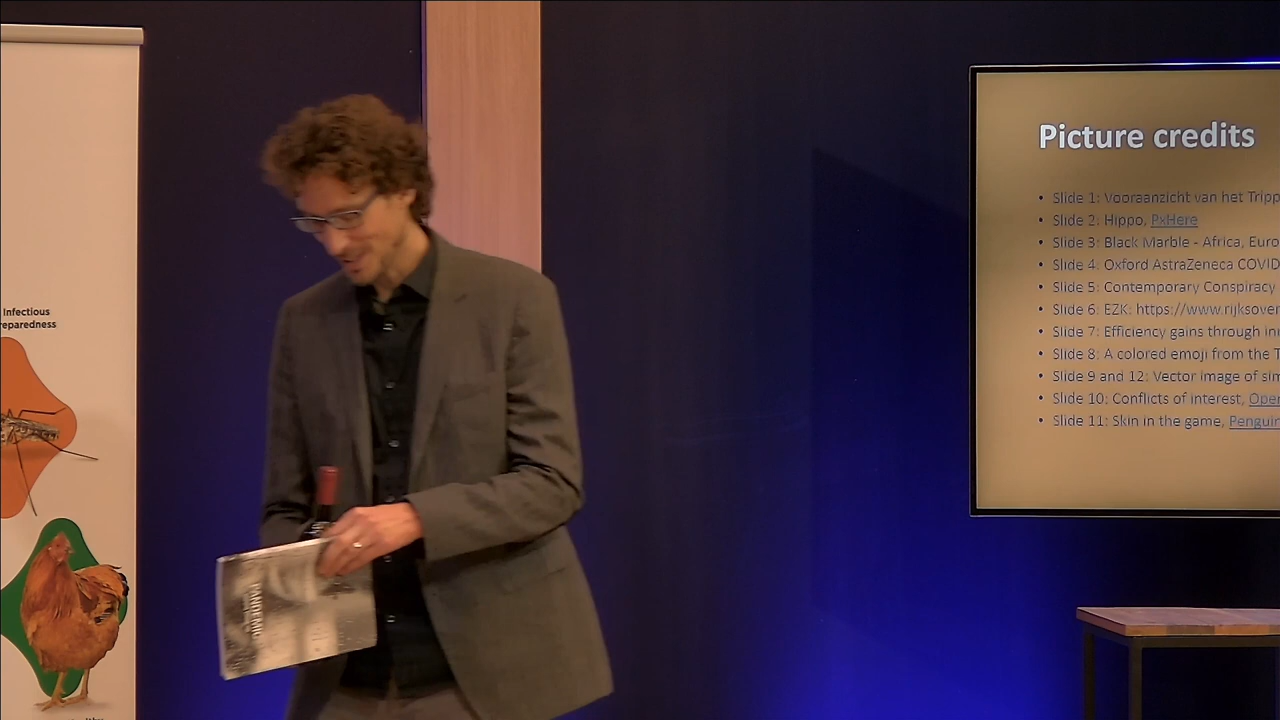 Infectious
reparedness
PANDEMIC
Picture credits
• Slide 1: Vooraanzicht van het Tripp
• Slide 2: Hippo, PxHere
• Slide 3: Black Marble - Africa, Euro
• Slide 4: Oxford AstraZeneca COVID
• Slide 5: Contemporary Conspiracy
• Slide 6: EZK: https://www.rijksover
• Slide 7: Efficiency gains through in
• Slide 8: A colored emoji from the T
• Slide 9 and 12: Vector image of sim
• Slide 10: Conflicts of interest, Open
• Slide 11: Skin in the game, Penguin